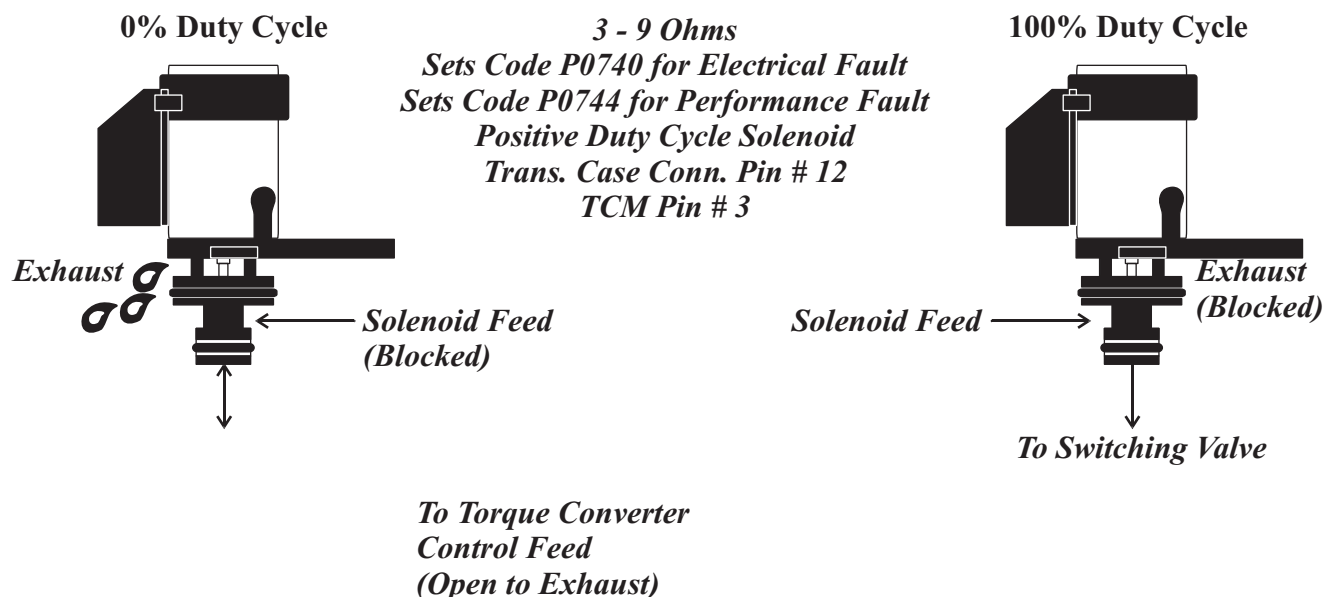 0% Duty Cycle
3 - 9 Ohms
Sets Code P0740 for Electrical Fault
Sets Code P0744 for Performance Fault
Positive Duty Cycle Solenoid
Trans. Case Conn. Pin # 12
TCM Pin # 3
100% Duty Cycle
Exhaust
Solenoid Feed
(Blocked)
Solenoid Feed
Exhaust
(Blocked)
To Switching Valve
To Torque Converter
Control Feed
(Open to Exhaust)